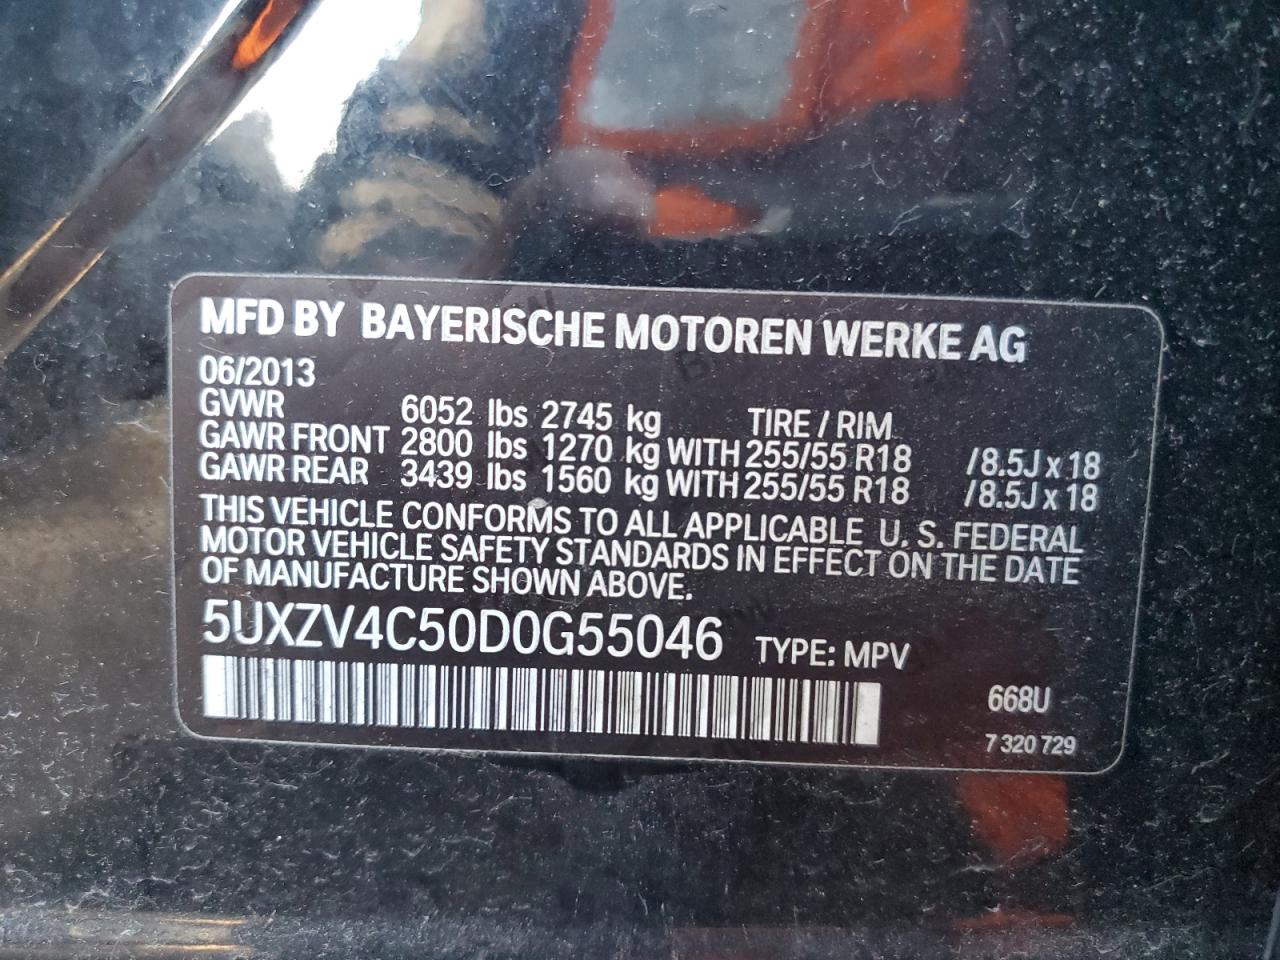 MFD BY BAYERISCHE MOTOREN WERKE AG
06/2013
GVWR 6052 lbs 2745 kg TIRE / RIM
GAWR FRONT 2800 lbs 1270 kg WITH 255/55 R18 /8.5J x 18
GAWR REAR 3439 lbs 1560 kg WITH 255/55 R18 /8.5J x 18
THIS VEHICLE CONFORMS TO ALL APPLICABLE U. S. FEDERAL
MOTOR VEHICLE SAFETY STANDARDS IN EFFECT ON THE DATE
OF MANUFACTURE SHOWN ABOVE.
5UXZV4C50D0G55046 TYPE: MPV
668U
7 320 729